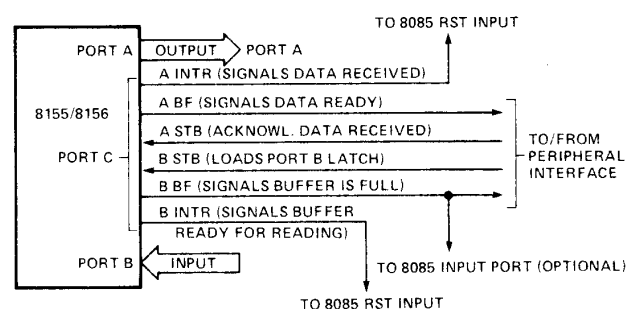 TO 8085 RST INPUT
PORT A
OUTPUT
PORT A
A INTR (SIGNALS DATA RECEIVED)
A BF (SIGNALS DATA READY)
8155/8156
A STB (ACKNOWL. DATA RECEIVED)
TO/FROM
PERIPHERAL
INTERFACE
PORT C
B STB (LOADS PORT B LATCH)
B BF (SIGNALS BUFFER IS FULL)
B INTR (SIGNALS BUFFER
READY FOR READING)
PORT B
INPUT
TO 8085 INPUT PORT (OPTIONAL)
TO 8085 RST INPUT